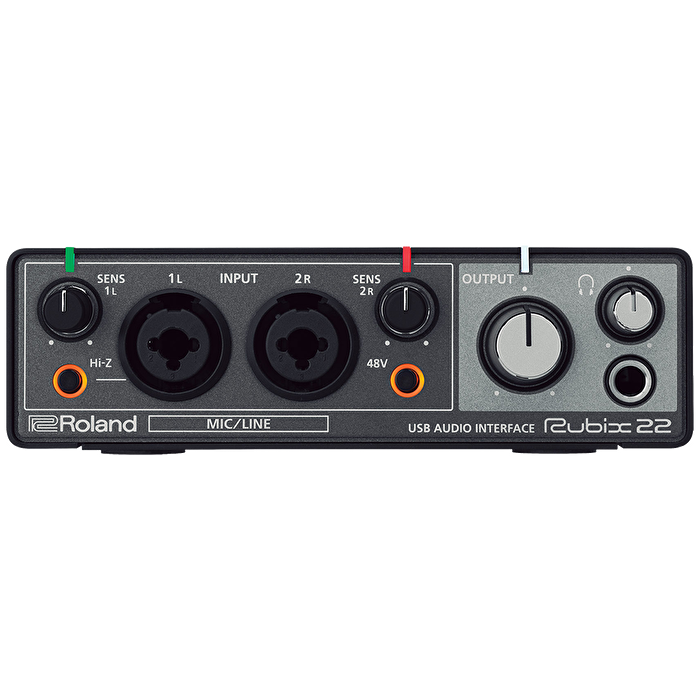 SENS
1L
1L
INPUT
2R
SENS
2R
OUTPUT
Hi-Z
48V
Roland
MIC/LINE
USB AUDIO INTERFACE
Rubix 22